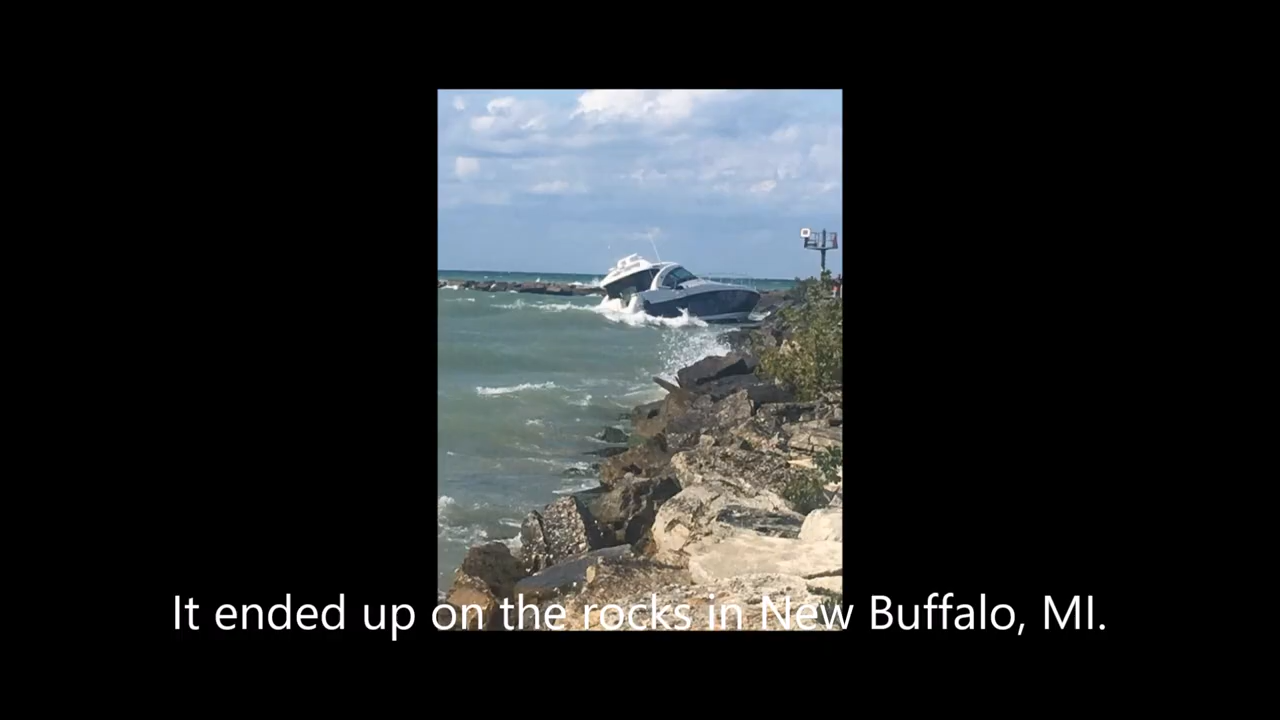 It ended up on the rocks in New Buffalo, MI.